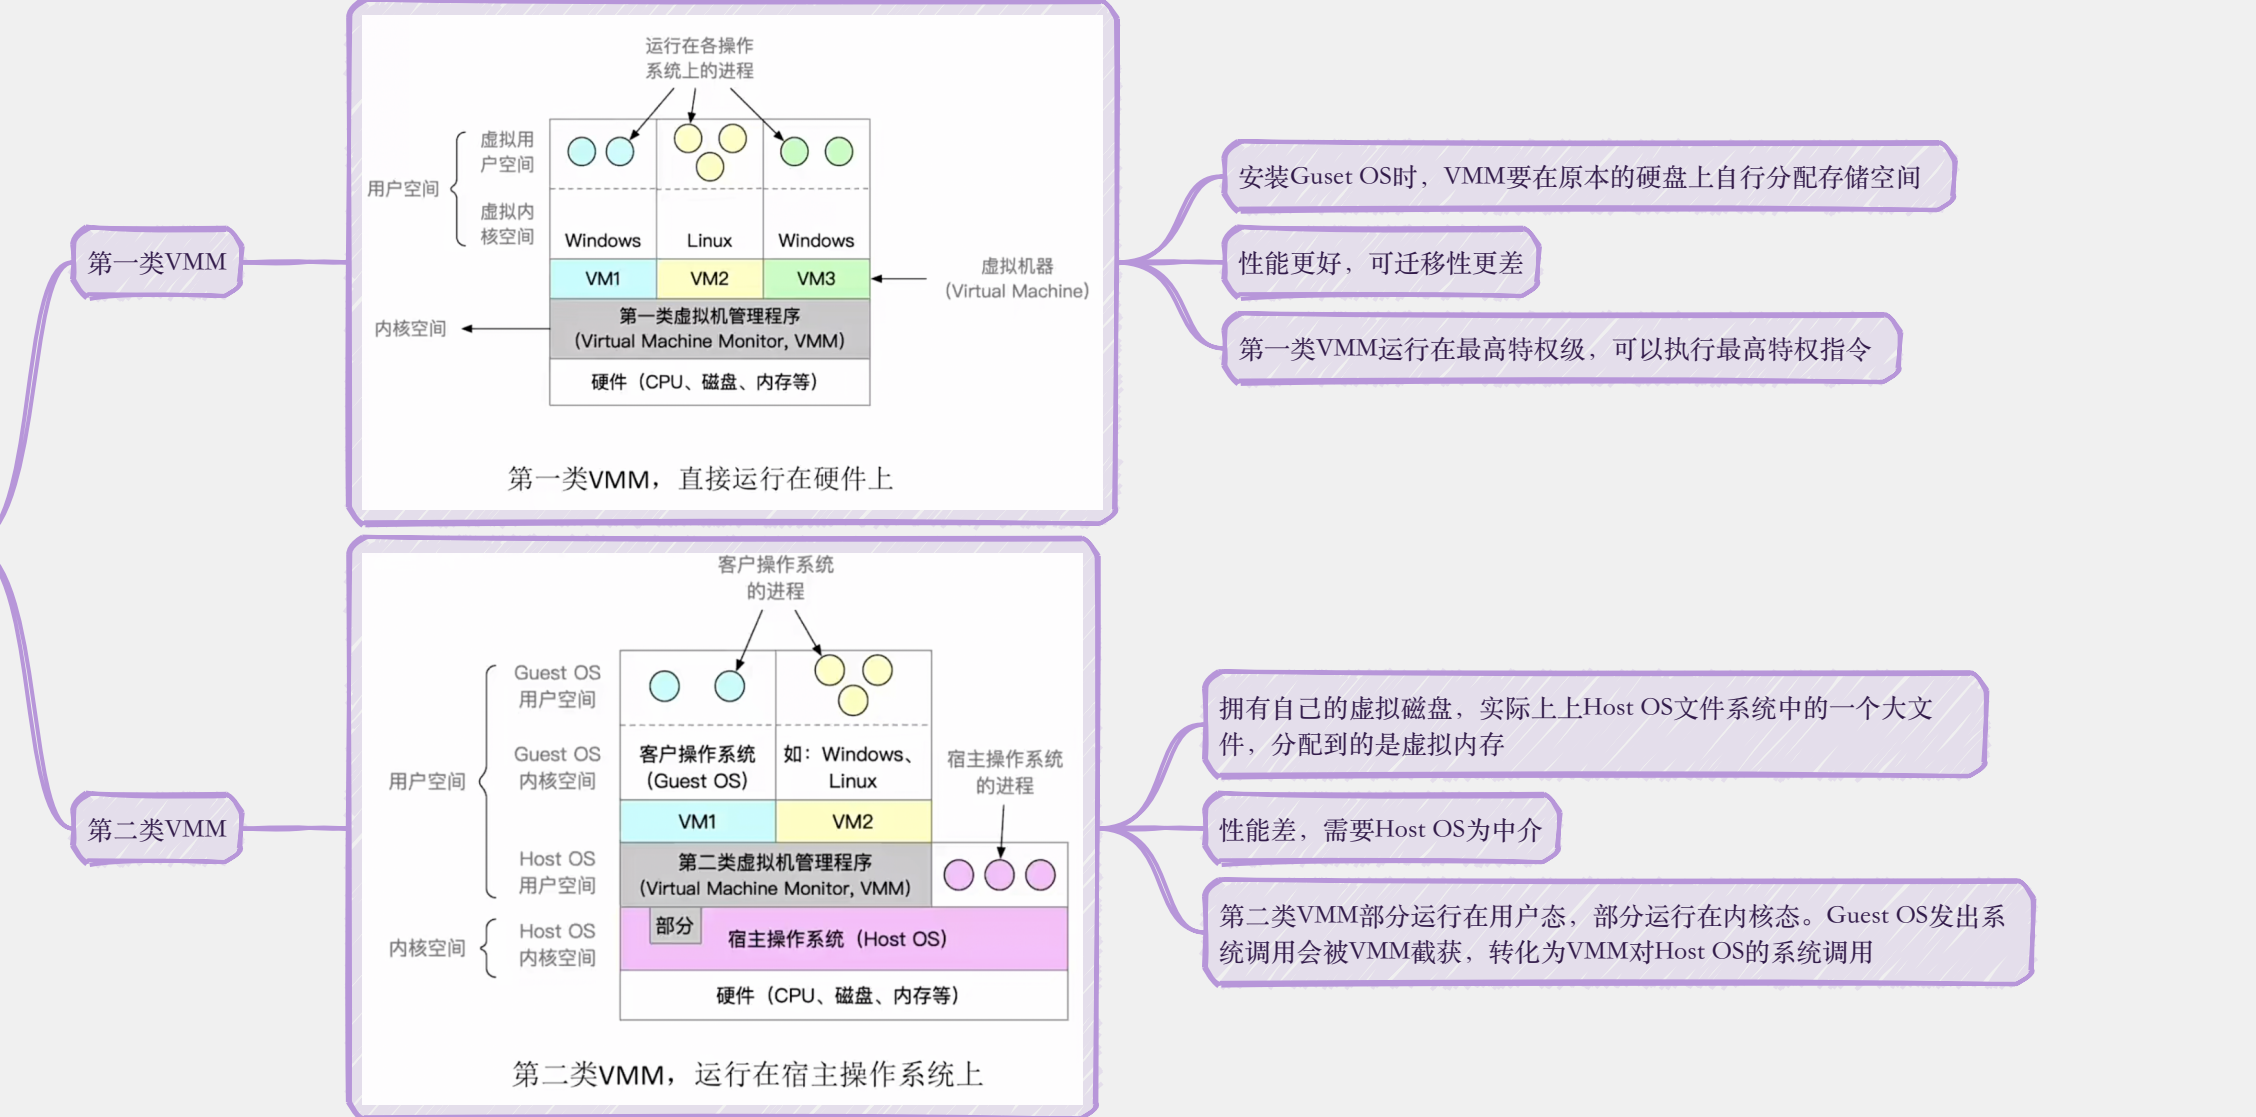 第一类VMM
运行在各操作
系统上的进程
用户空间
虚拟用
户空间
虚拟内
核空间
Windows
Linux
Windows
VM1
VM2
VM3
虚拟机器
(Virtual Machine)
内核空间
第一类虚拟机管理程序
(Virtual Machine Monitor, VMM)
硬件（CPU、磁盘、内存等）
第一类VMM，直接运行在硬件上
安装Guset OS时，VMM要在原本的硬盘上自行分配存储空间
性能更好，可迁移性更差
第一类VMM运行在最高特权级，可以执行最高特权指令
第二类VMM
客户操作系统
的进程
用户空间
Guest OS
用户空间
Guest OS
内核空间
客户操作系统
(Guest OS)
如：Windows、
Linux
宿主操作系统
的进程
VM1
VM2
Host OS
用户空间
第二类虚拟机管理程序
(Virtual Machine Monitor, VMM)
内核空间
Host OS
内核空间
部分
宿主操作系统（Host OS）
硬件（CPU、磁盘、内存等）
第二类VMM，运行在宿主操作系统上
拥有自己的虚拟磁盘，实际上上Host OS文件系统中的一个大文
件，分配到的是虚拟内存
性能差，需要Host OS为中介
第二类VMM部分运行在用户态，部分运行在内核态。Guest OS发出系
统调用会被VMM截获，转化为VMM对Host OS的系统调用